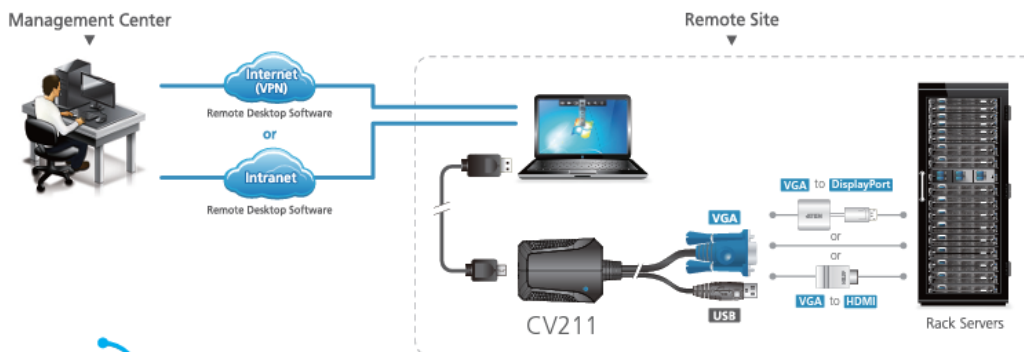 Management Center
Remote Site
Internet
(VPN)
Remote Desktop Software
or
Intranet
Remote Desktop Software
VGA to DisplayPort
ATEN
or
or
VGA
USB
VGA to HDMI
CV211
Rack Servers